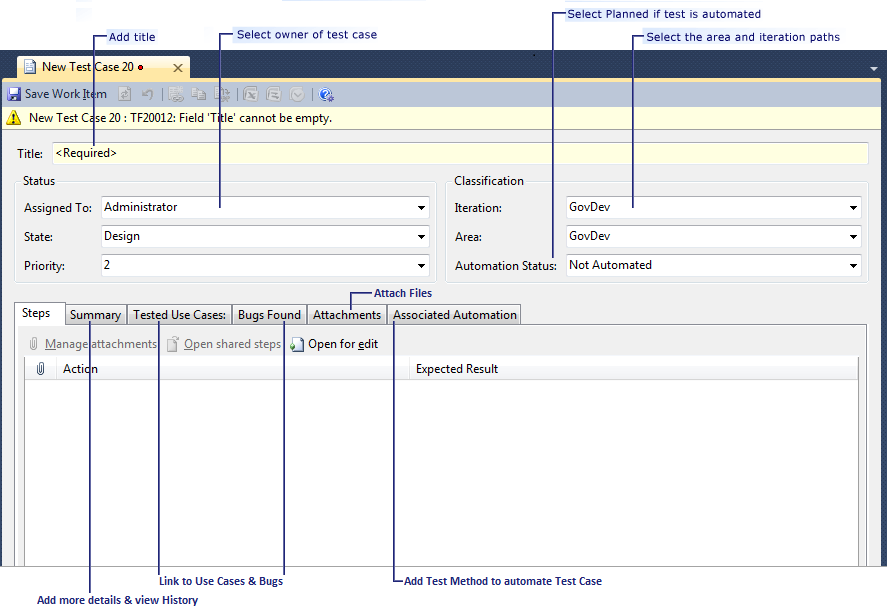 Select Planned if test is automated
Add title
Select owner of test case
Select the area and iteration paths
New Test Case 20
Save Work Item
New Test Case 20 : TF20012: Field 'Title' cannot be empty.
Title: <Required>
Status
Classification
Assigned To: Administrator
Iteration: GovDev
State: Design
Area: GovDev
Priority: 2
Automation Status: Not Automated
Attach Files
Steps Summary Tested Use Cases: Bugs Found Attachments Associated Automation
Manage attachments Open shared steps Open for edit
Action Expected Result
Link to Use Cases & Bugs
Add Test Method to automate Test Case
Add more details & view History